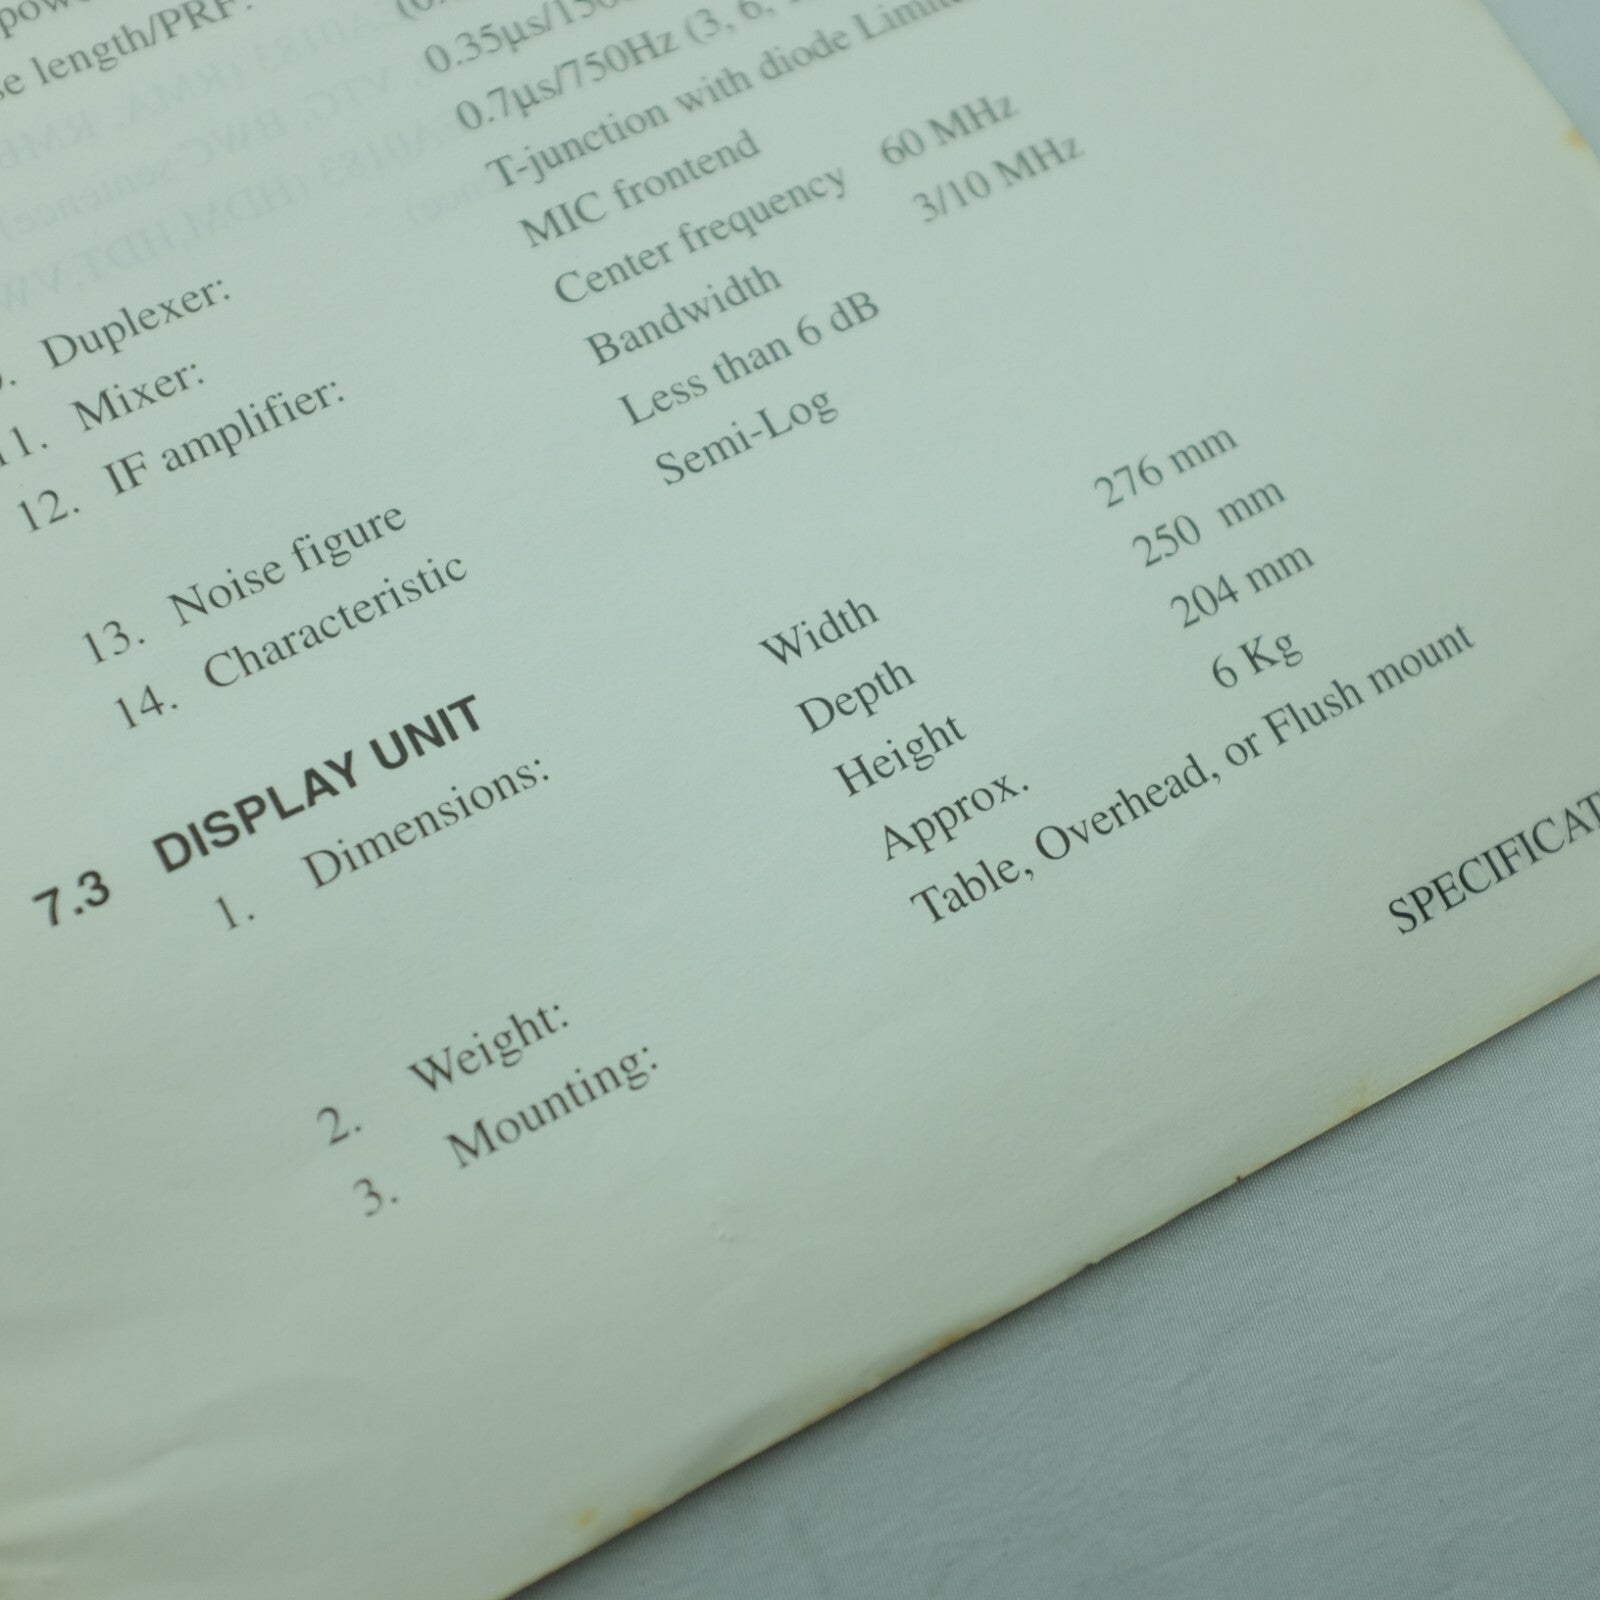 length/PRF:
0.35µs/
0.7µs/750Hz (3, 6,
Duplexer: T-junction with diode
11. Mixer: MIC frontend
12. IF amplifier: Center frequency 60 MHz
Bandwidth 3/10 MHz
13. Noise figure Less than 6 dB
14. Characteristic Semi-Log
7.3 DISPLAY UNIT
1. Dimensions: Width 276 mm
Depth 250 mm
Height 204 mm
2. Weight: Approx. 6 Kg
3. Mounting: Table, Overhead, or Flush mount
SPECIFICAT